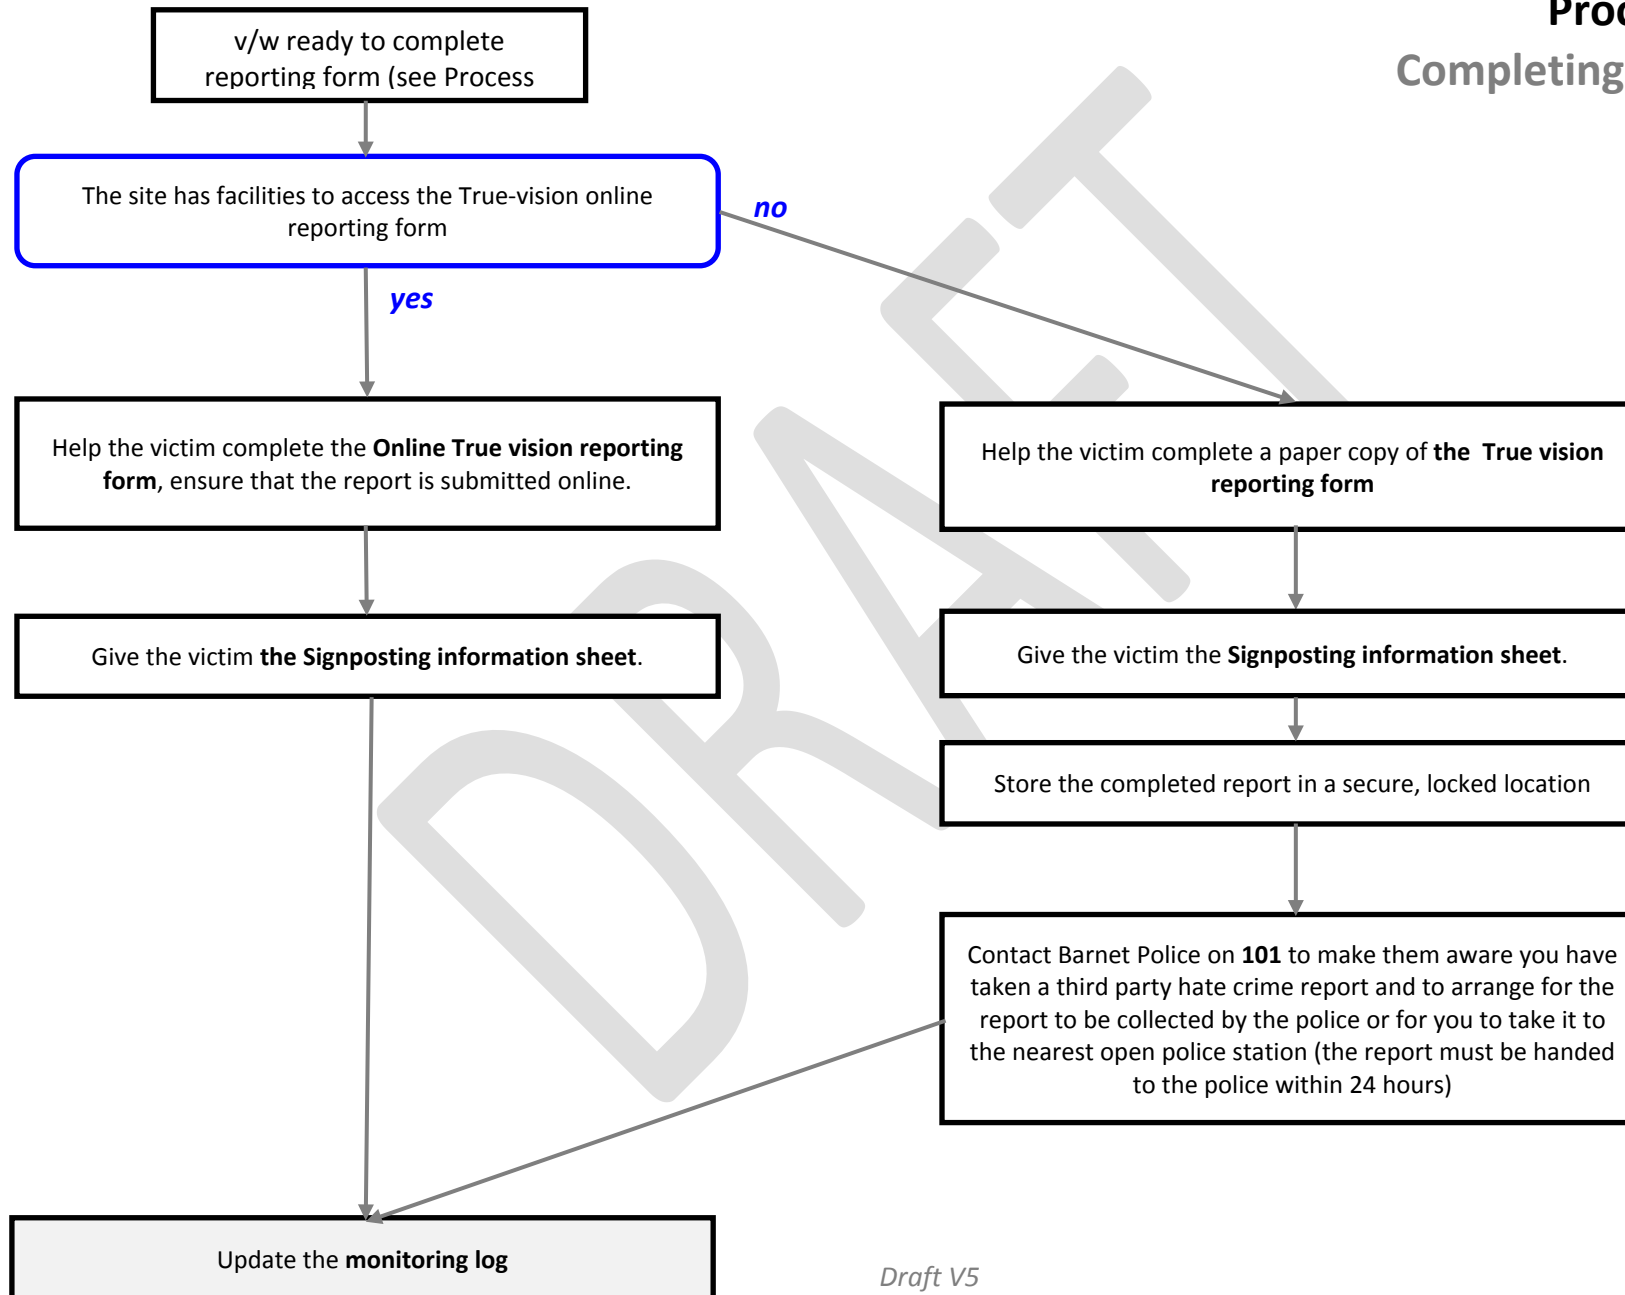 Proc
Completing
v/w ready to complete
reporting form (see Process
The site has facilities to access the True-vision online
reporting form
no
yes
Help the victim complete the Online True vision reporting
form, ensure that the report is submitted online.
Help the victim complete a paper copy of the  True vision
reporting form
Give the victim the Signposting information sheet.
Give the victim the Signposting information sheet.
Store the completed report in a secure, locked location
Contact Barnet Police on 101 to make them aware you have
taken a third party hate crime report and to arrange for the
report to be collected by the police or for you to take it to
the nearest open police station (the report must be handed
to the police within 24 hours)
Update the monitoring log
Draft V5
DRAFT